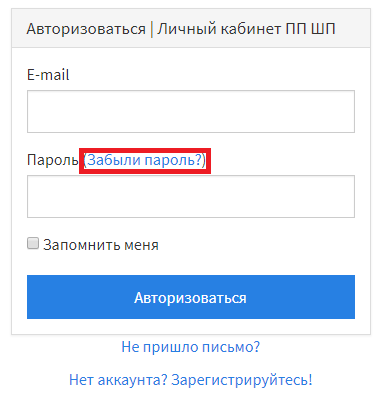 Авторизоваться | Личный кабинет ПП ШП
E-mail
Пароль (Забыли пароль?)
Запомнить меня
Авторизоваться
Не пришло письмо?
Нет аккаунта? Зарегистрируйтесь!